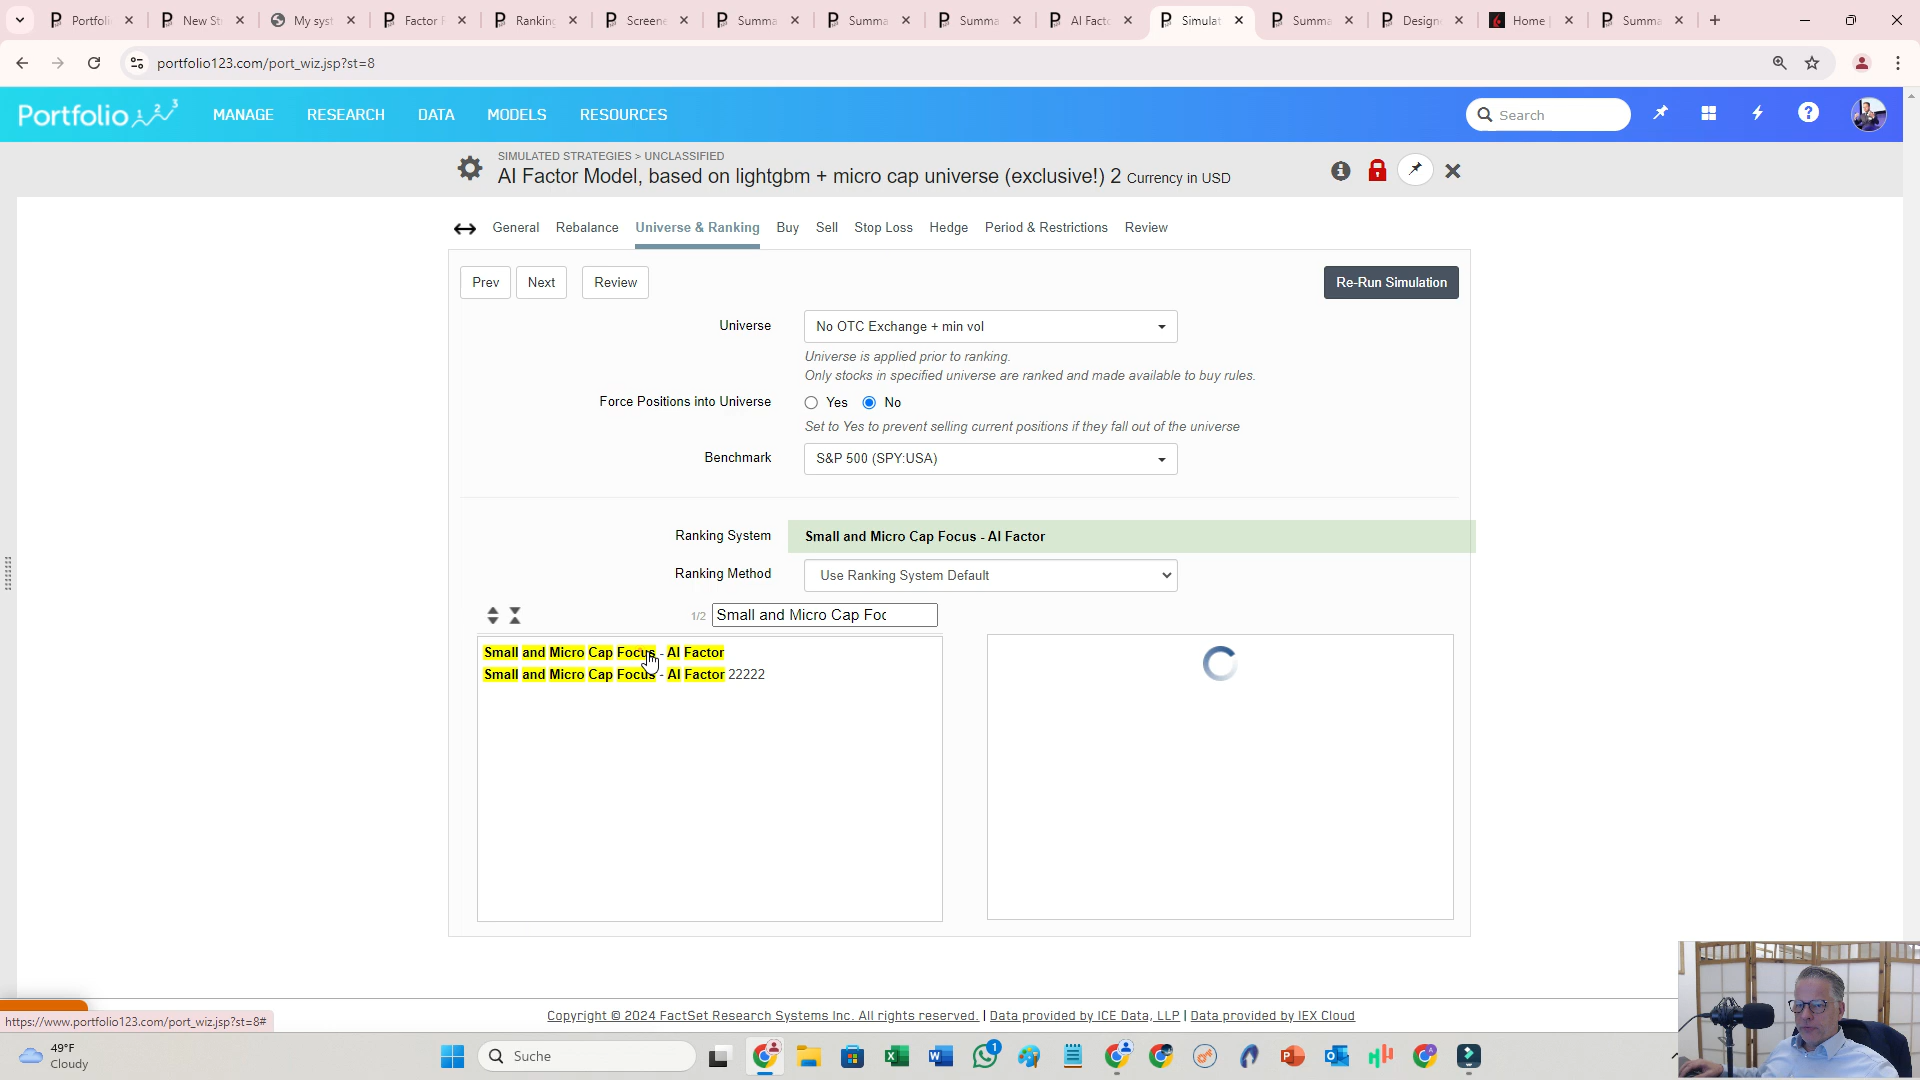 Portfoli
New St
My syst
Factor F
Ranking
Screene
Summa
Summa
Summa
AI Facto
Simulat
Summa
Design
Home |
Summa
portfolio123.com/port_wiz.jsp?st=8
Portfolio 123
MANAGE
RESEARCH
DATA
MODELS
RESOURCES
Search
SIMULATED STRATEGIES > UNCLASSIFIED
AI Factor Model, based on lightgbm + micro cap universe (exclusive!) 2 Currency in USD
General
Rebalance
Universe & Ranking
Buy
Sell
Stop Loss
Hedge
Period & Restrictions
Review
Prev
Next
Review
Re-Run Simulation
Universe
No OTC Exchange + min vol
Universe is applied prior to ranking.
Only stocks in specified universe are ranked and made available to buy rules.
Force Positions into Universe
Yes
No
Set to Yes to prevent selling current positions if they fall out of the universe
Benchmark
S&P 500 (SPY:USA)
Ranking System
Small and Micro Cap Focus - AI Factor
Ranking Method
Use Ranking System Default
1/2
Small and Micro Cap Foc
Small and Micro Cap Focus - AI Factor
Small and Micro Cap Focus - AI Factor 22222
Copyright © 2024 FactSet Research Systems Inc. All rights reserved. | Data provided by ICE Data, LLP | Data provided by IEX Cloud
https://www.portfolio123.com/port_wiz.jsp?st=8#
49°F
Cloudy
Suche
1